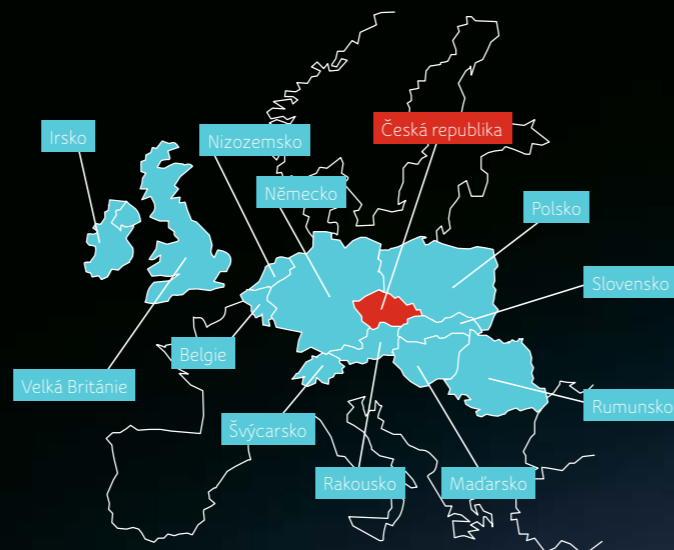 Česká republika
Irsko
Nizozemsko
Německo
Polsko
Slovensko
Belgie
Velká Británie
Rumunsko
Švýcarsko
Rakousko
Maďarsko